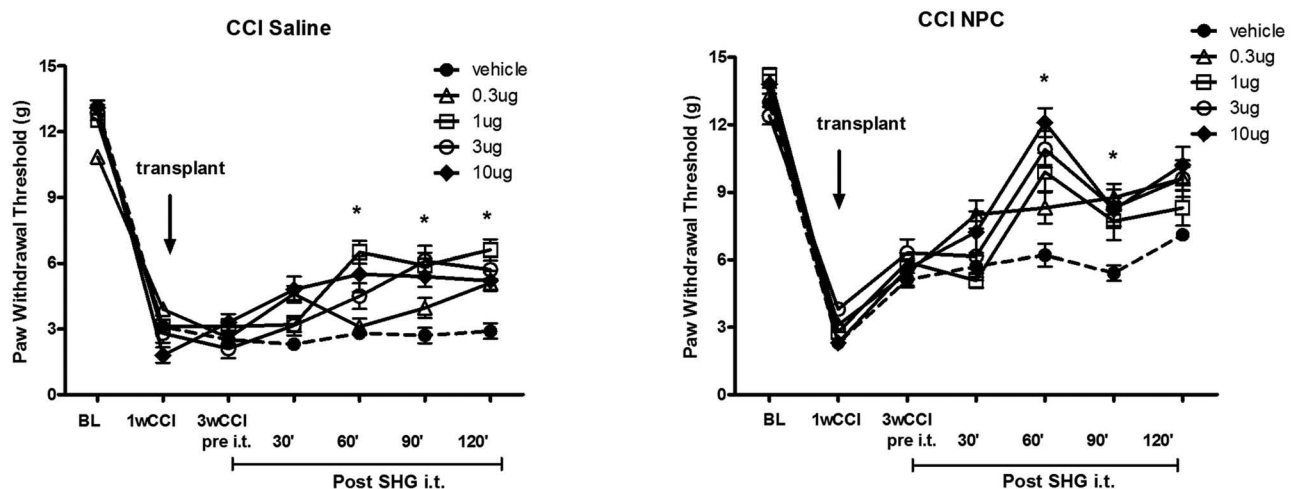 CCI Saline
Paw Withdrawal Threshold (g)
15
12
9
6
3
0
vehicle
0.3ug
1ug
3ug
10ug
transplant
*
*
*
BL
1wCCI
3wCCI
pre i.t.
30'
60'
90'
120'
Post SHG i.t.
CCI NPC
Paw Withdrawal Threshold (g)
15
12
9
6
3
0
vehicle
0.3ug
1ug
3ug
10ug
transplant
*
*
BL
1wCCI
3wCCI
pre i.t.
30'
60'
90'
120'
Post SHG i.t.